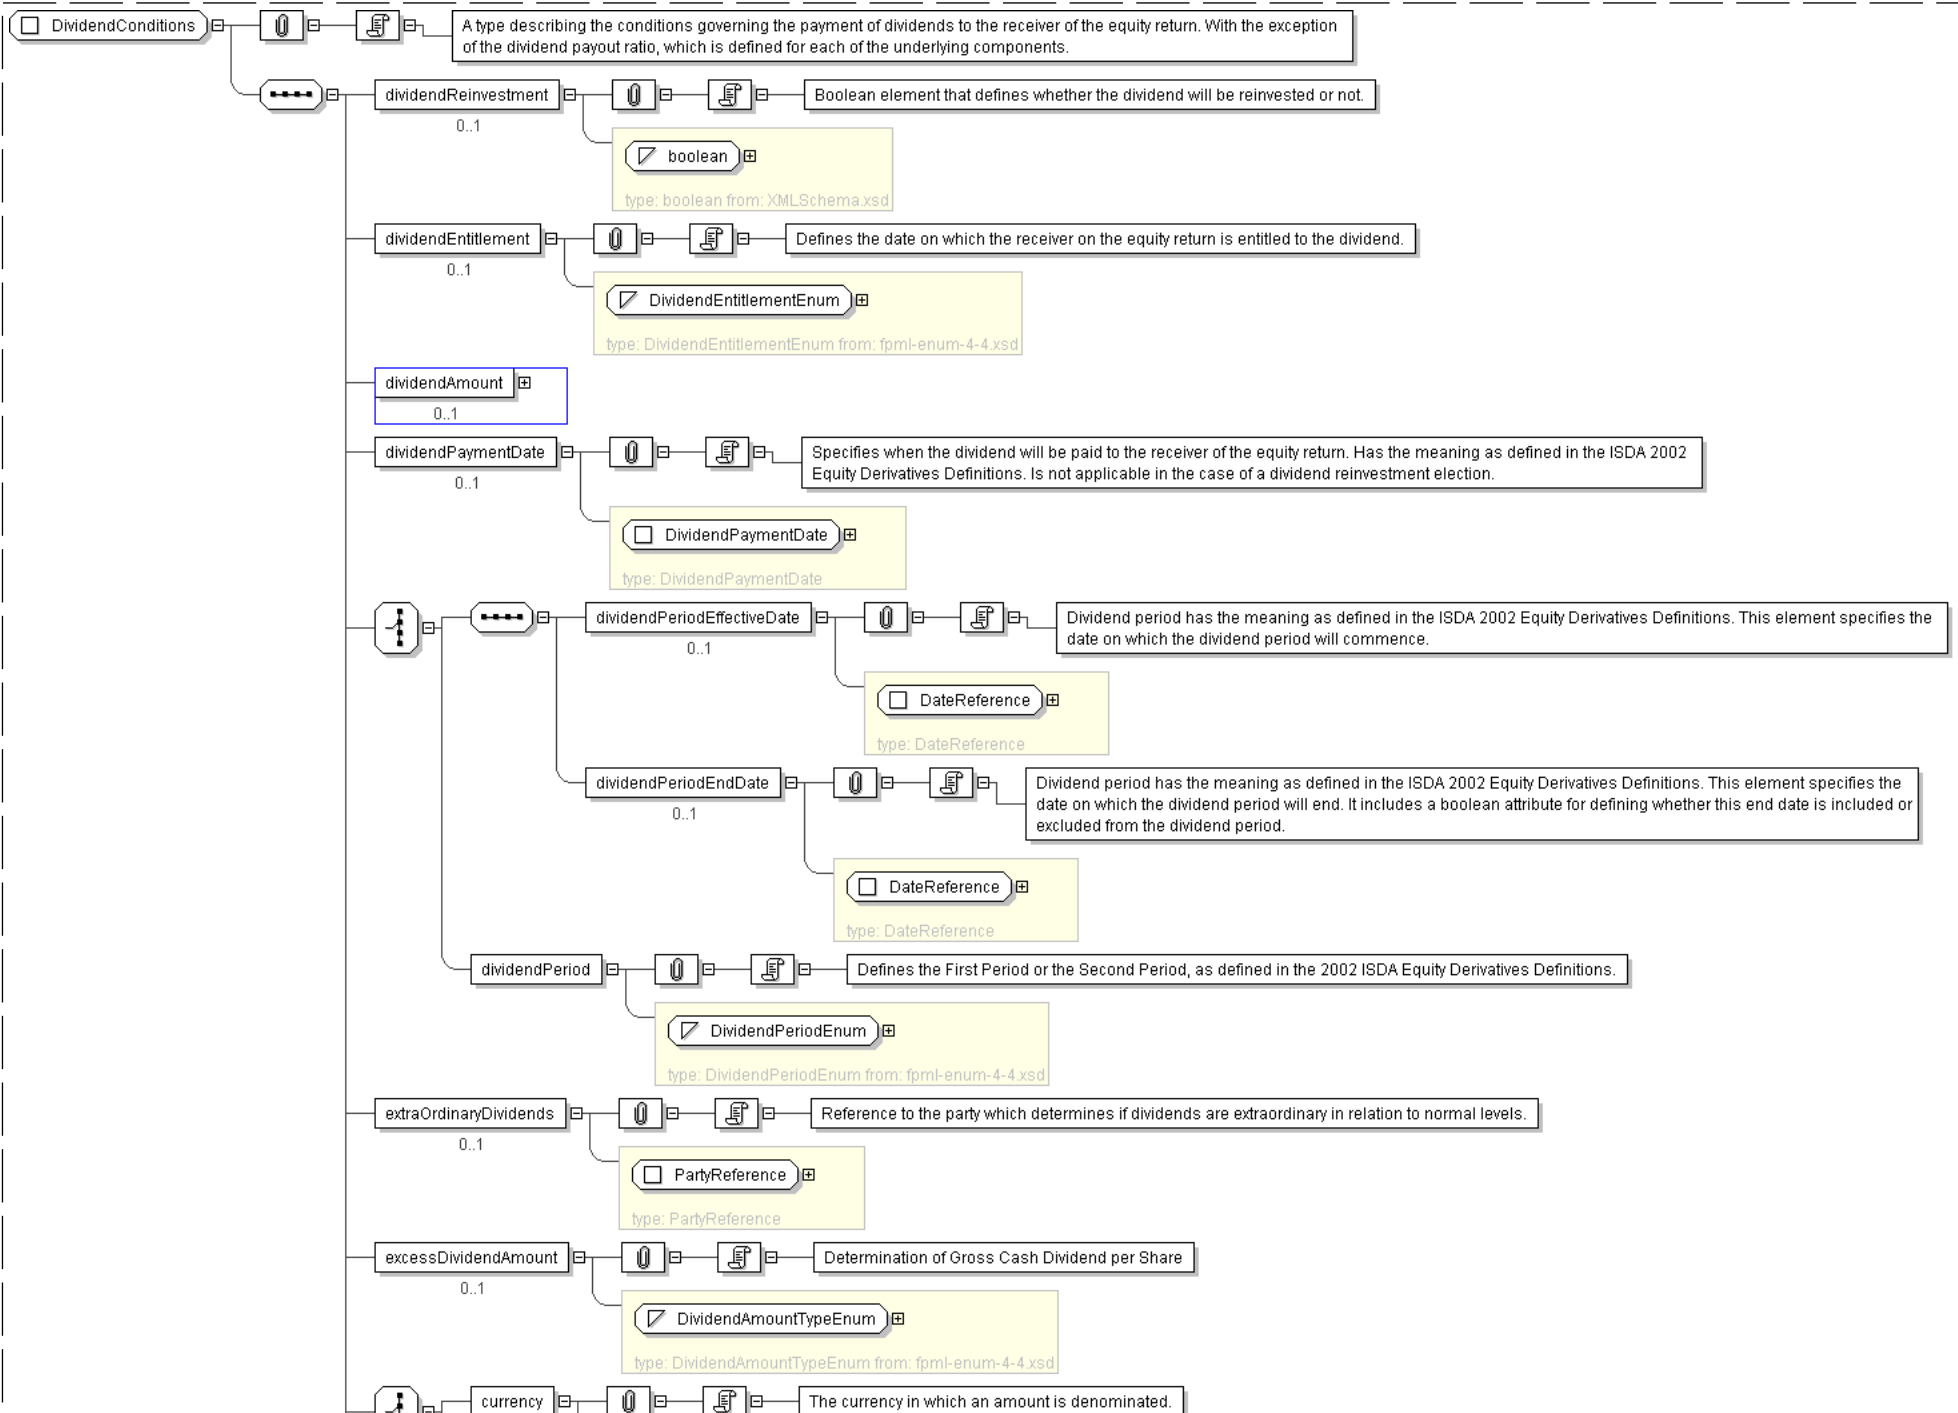 DividendConditions
A type describing the conditions governing the payment of dividends to the receiver of the equity return. With the exception
of the dividend payout ratio, which is defined for each of the underlying components.
dividendReinvestment
Boolean element that defines whether the dividend will be reinvested or not.
0..1
boolean
type: boolean from: XMLSchema.xsd
dividendEntitlement
Defines the date on which the receiver on the equity return is entitled to the dividend.
0..1
DividendEntitlementEnum
type: DividendEntitlementEnum from: fpml-enum-4-4.xsd
dividendAmount
0..1
dividendPaymentDate
Specifies when the dividend will be paid to the receiver of the equity return. Has the meaning as defined in the ISDA 2002
Equity Derivatives Definitions. Is not applicable in the case of a dividend reinvestment election.
0..1
DividendPaymentDate
type: DividendPaymentDate
dividendPeriodEffectiveDate
Dividend period has the meaning as defined in the ISDA 2002 Equity Derivatives Definitions. This element specifies the
date on which the dividend period will commence.
0..1
DateReference
type: DateReference
dividendPeriodEndDate
Dividend period has the meaning as defined in the ISDA 2002 Equity Derivatives Definitions. This element specifies the
date on which the dividend period will end. It includes a boolean attribute for defining whether this end date is included or
excluded from the dividend period.
0..1
DateReference
type: DateReference
dividendPeriod
Defines the First Period or the Second Period, as defined in the 2002 ISDA Equity Derivatives Definitions.
DividendPeriodEnum
type: DividendPeriodEnum from: fpml-enum-4-4.xsd
extraOrdinaryDividends
Reference to the party which determines if dividends are extraordinary in relation to normal levels.
0..1
PartyReference
type: PartyReference
excessDividendAmount
Determination of Gross Cash Dividend per Share
0..1
DividendAmountTypeEnum
type: DividendAmountTypeEnum from: fpml-enum-4-4.xsd
currency
The currency in which an amount is denominated.